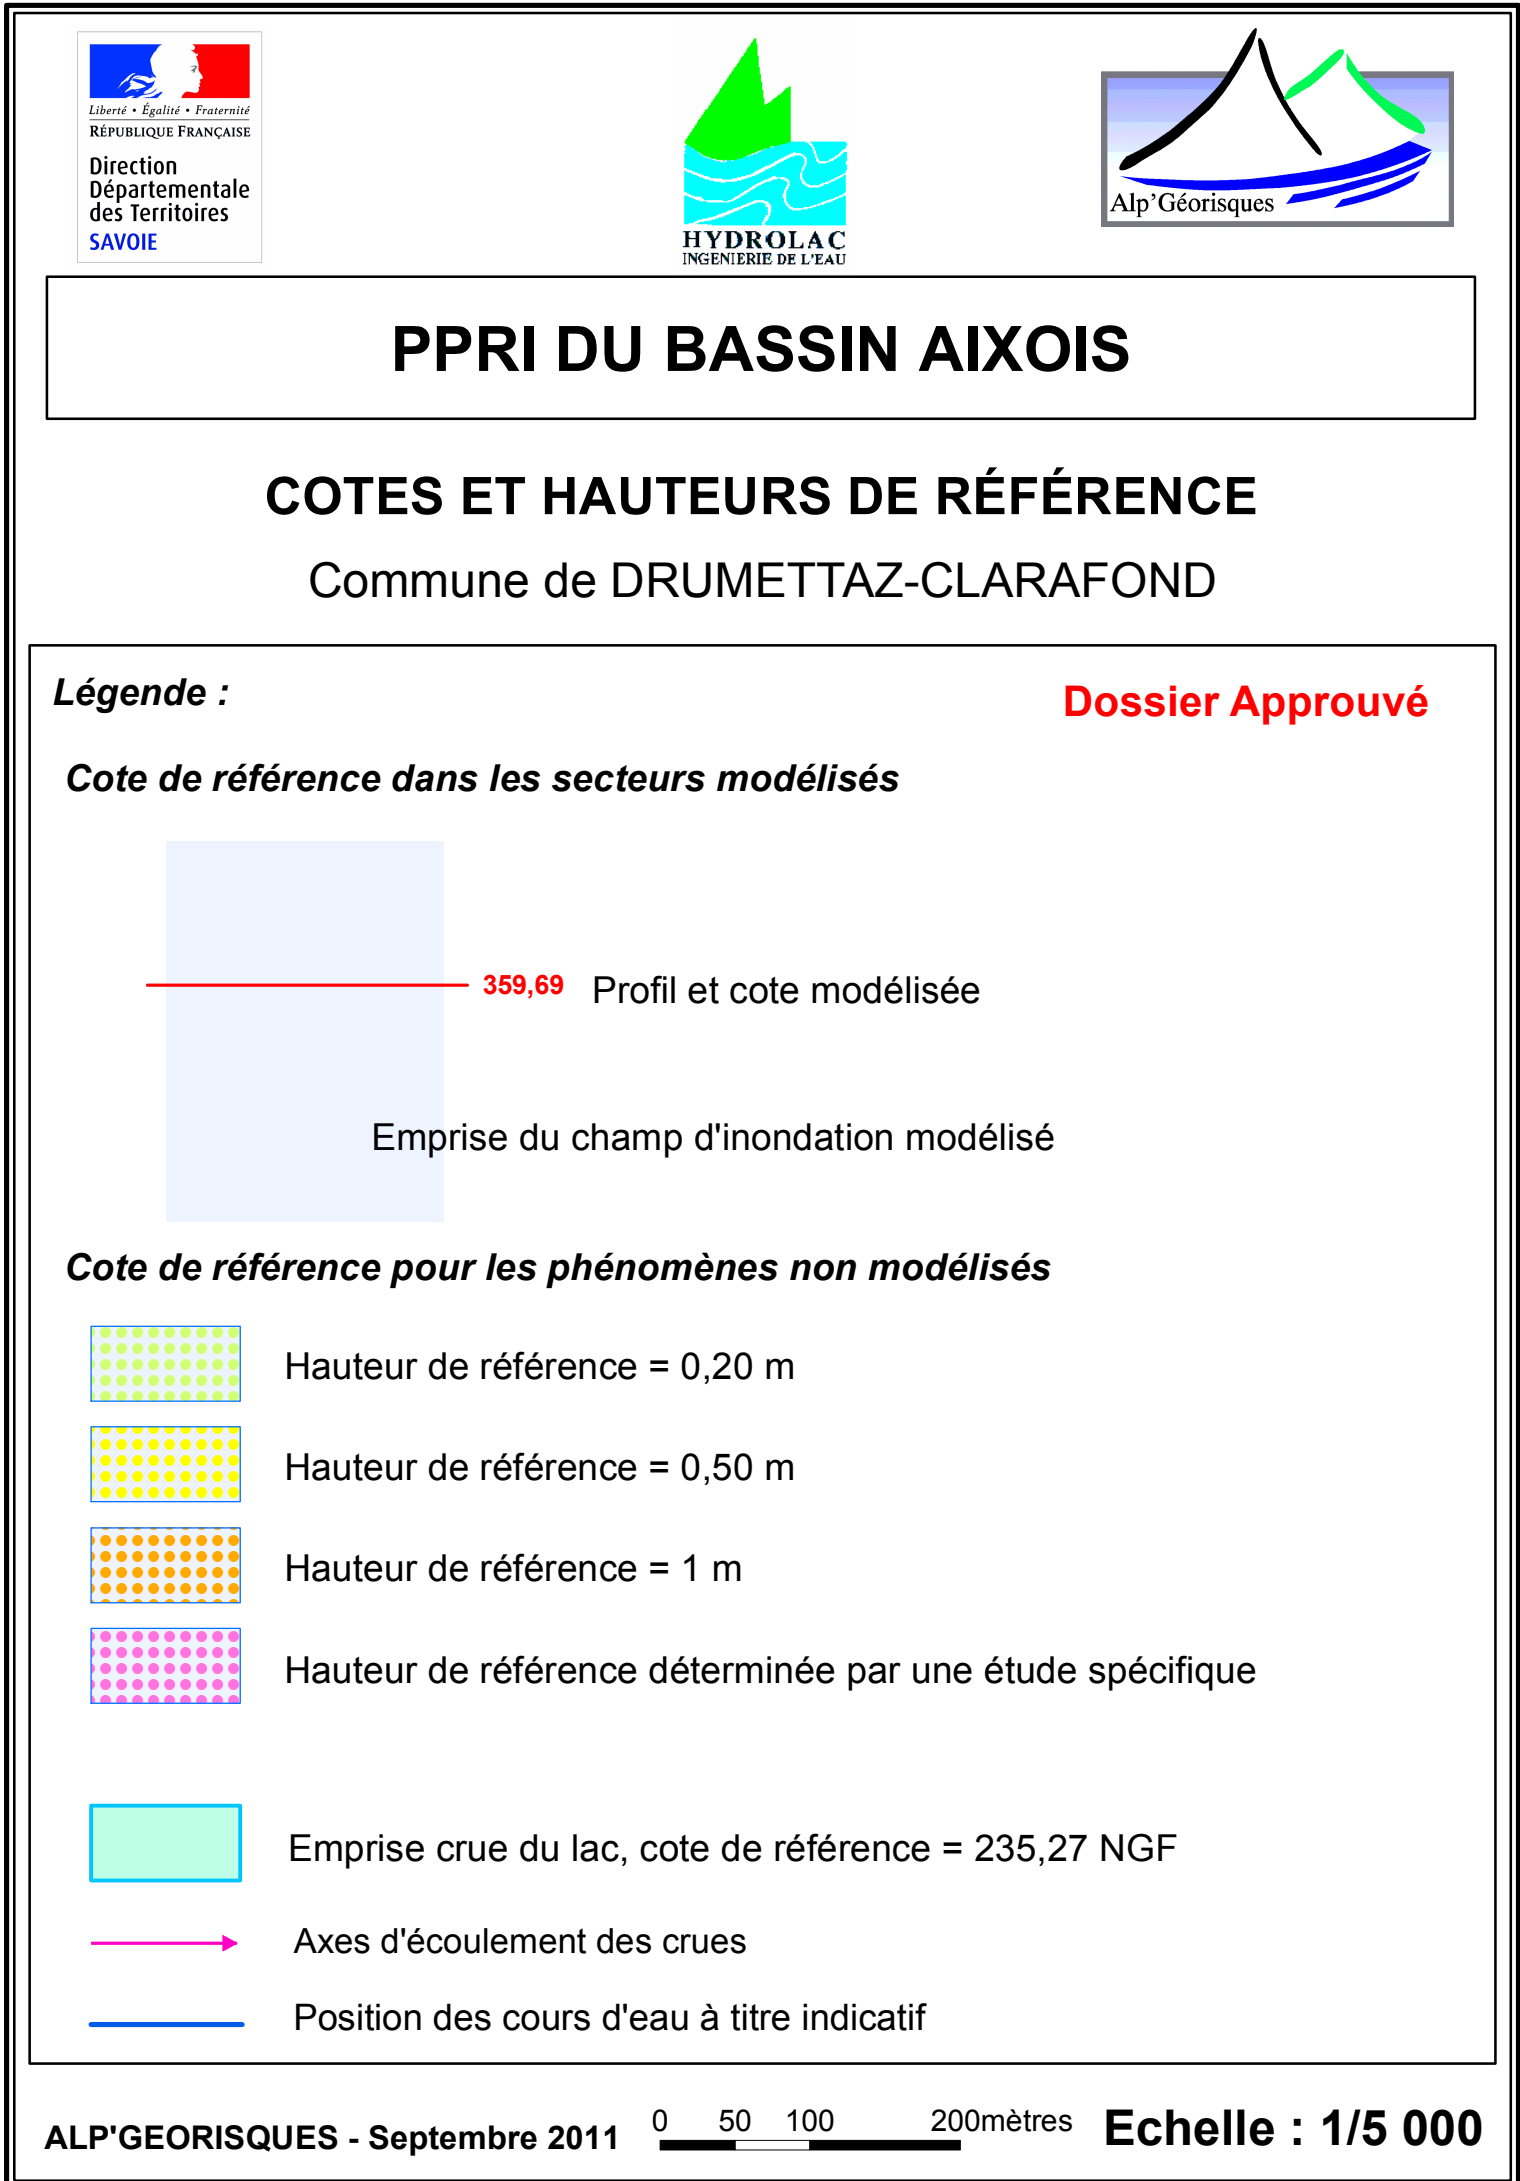 Liberté • Égalité • Fraternité
RÉPUBLIQUE FRANÇAISE
Direction
Départementale
des Territoires
SAVOIE
HYDROLAC
INGENIERIE DE L'EAU
Alp'Géorisques
PPRI DU BASSIN AIXOIS
COTES ET HAUTEURS DE RÉFÉRENCE
Commune de DRUMETTAZ-CLARAFOND
Légende :
Dossier Approuvé
Cote de référence dans les secteurs modélisés
359,69 Profil et cote modélisée
Emprise du champ d'inondation modélisé
Cote de référence pour les phénomènes non modélisés
Hauteur de référence = 0,20 m
Hauteur de référence = 0,50 m
Hauteur de référence = 1 m
Hauteur de référence déterminée par une étude spécifique
Emprise crue du lac, cote de référence = 235,27 NGF
Axes d'écoulement des crues
Position des cours d'eau à titre indicatif
ALP'GEORISQUES - Septembre 2011
0 50 100 200mètres
Echelle : 1/5 000